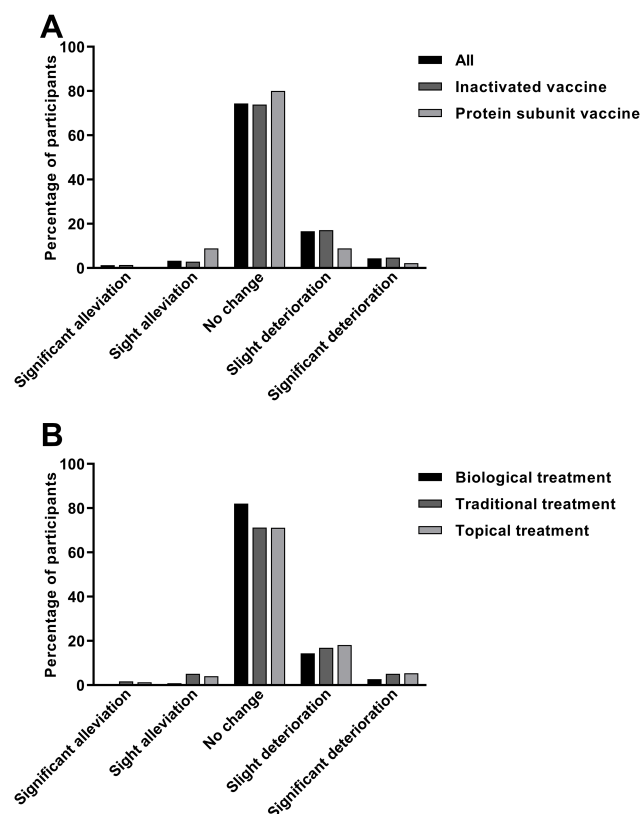 A
Percentage of participants
100
80
60
40
20
0
Significant alleviation
Sight alleviation
No change
Slight deterioration
Significant deterioration
All
Inactivated vaccine
Protein subunit vaccine
B
Percentage of participants
100
80
60
40
20
0
Significant alleviation
Sight alleviation
No change
Slight deterioration
Significant deterioration
Biological treatment
Traditional treatment
Topical treatment